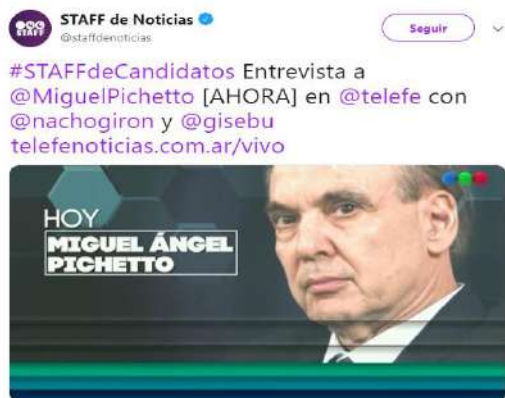 STAFF
STAFF de Noticias
@staffdenoticias
Seguir
#STAFFdeCandidatos Entrevista a
@MiguelPichetto [AHORA] en @telefe con
@nachogiron y @gisebu
telefenoticias.com.ar/vivo
HOY
MIGUEL ÁNGEL
PICHETTO